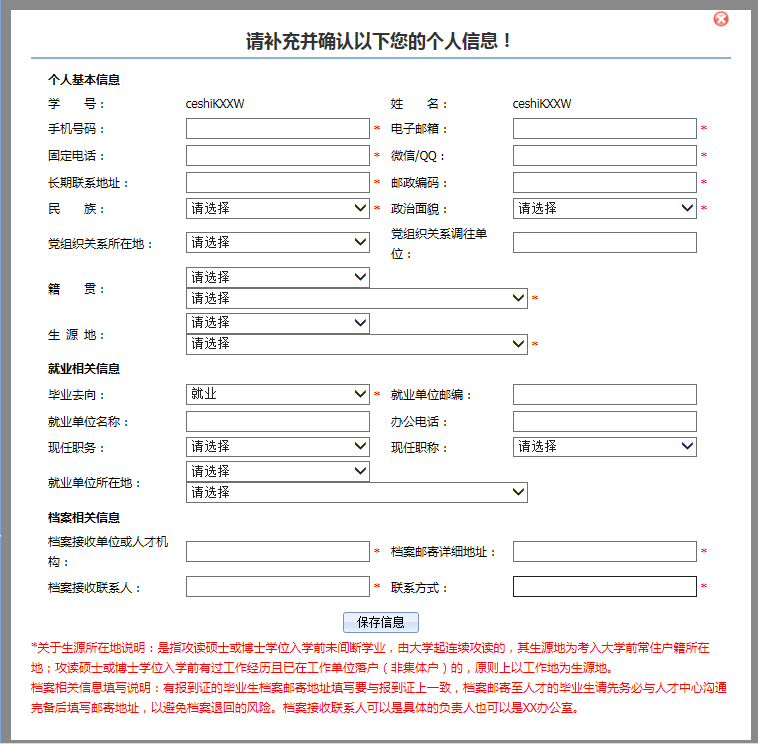 请补充并确认以下您的个人信息！
个人基本信息
学 号： ceshiKXXW 姓 名： ceshiKXXW
手机号码： * 电子邮箱： *
固定电话： * 微信/QQ： *
长期联系地址： * 邮政编码： *
民 族： 请选择 * 政治面貌： 请选择 *
党组织关系所在地： 请选择 党组织关系调往单
位：
请选择
籍 贯：
请选择 *
请选择
生 源 地：
请选择 *
就业相关信息
毕业去向： 就业 * 就业单位邮编：
就业单位名称： 办公电话：
现任职务： 请选择 现任职称： 请选择
请选择
就业单位所在地：
请选择
档案相关信息
档案接收单位或人才机
构： * 档案邮寄详细地址： *
档案接收联系人： * 联系方式： *
保存信息
*关于生源所在地说明：是指攻读硕士或博士学位入学前未间断学业，由大学起连续攻读的，其生源地为考入大学前常住户籍所在
地；攻读硕士或博士学位入学前有过工作经历且已在工作单位落户（非集体户）的，原则上以工作地为生源地。
档案相关信息填写说明：有报到证的毕业生档案邮寄地址填写要与报到证上一致，档案邮寄至人才的毕业生请先务必与人才中心沟通
完备后填写邮寄地址，以避免档案退回的风险。档案接收联系人可以是具体的负责人也可以是XX办公室。